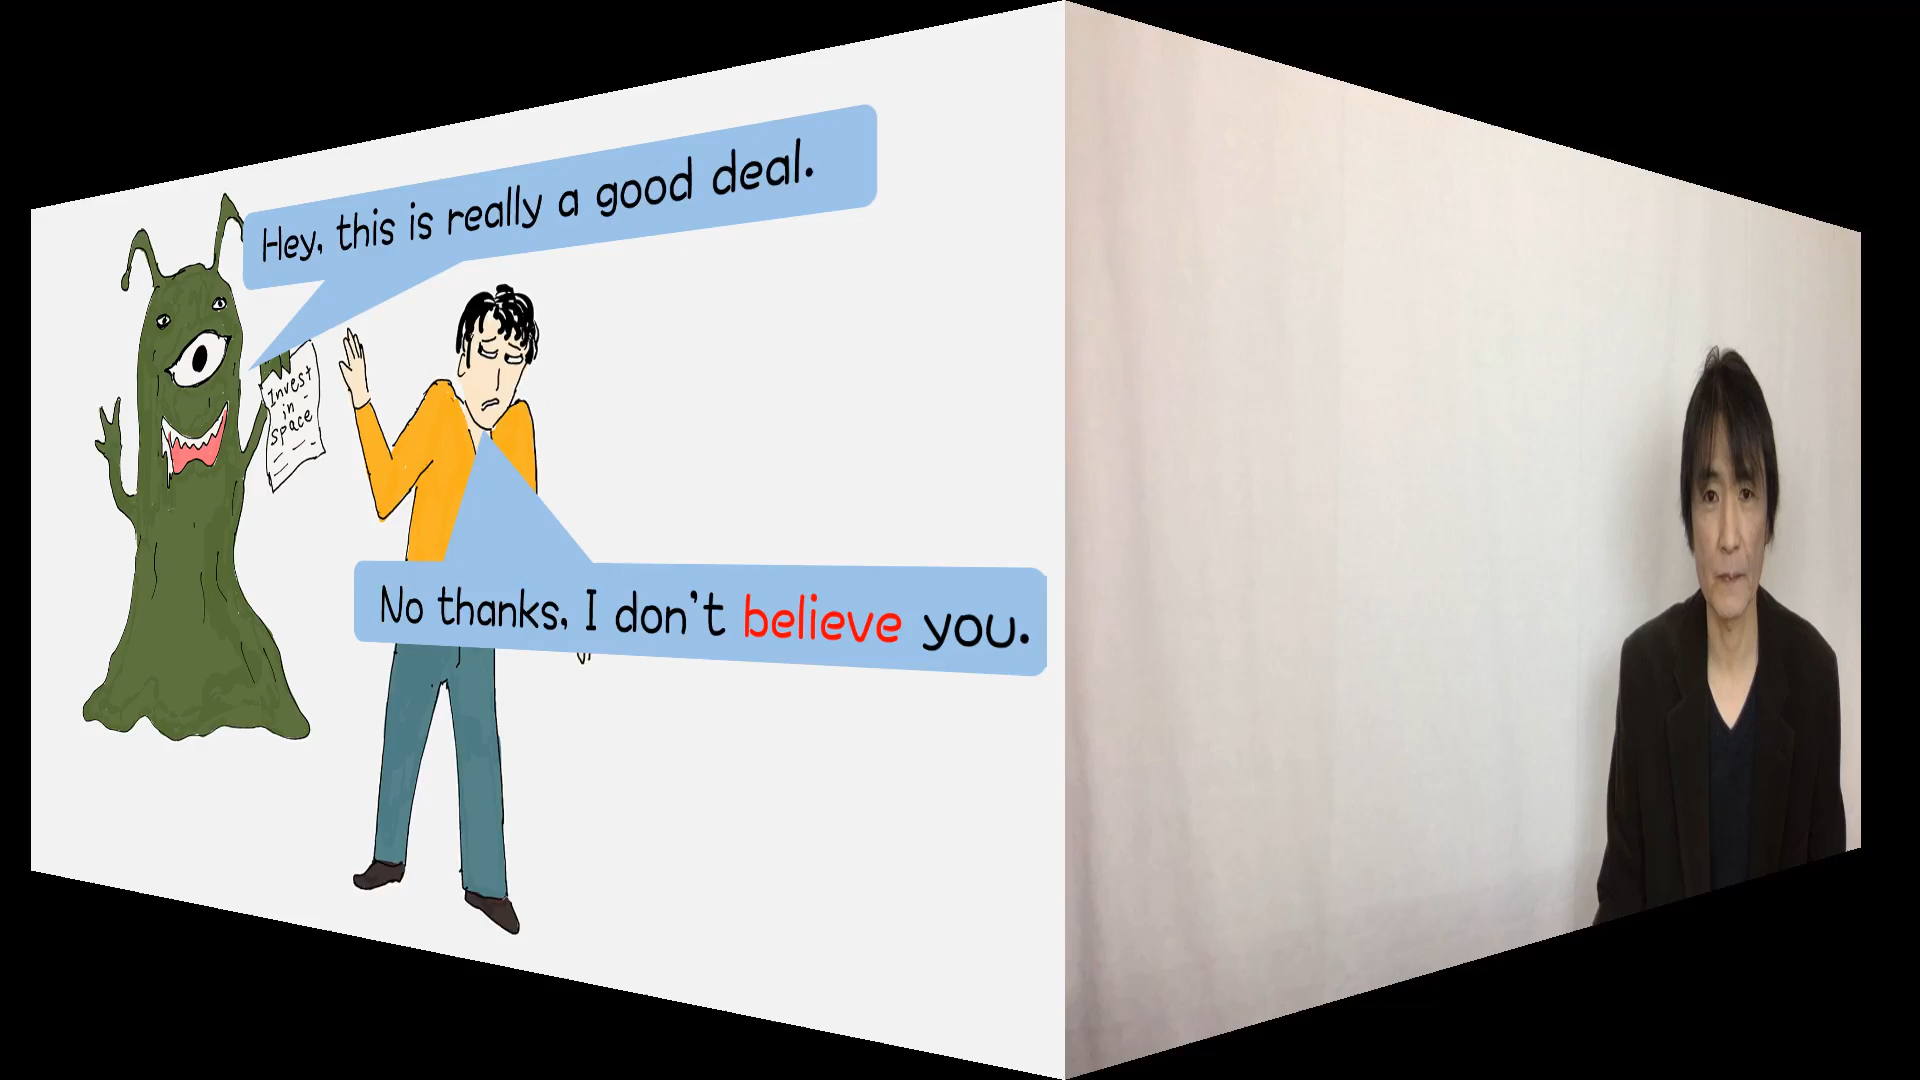 Hey, this is really a good deal.
Invest
in
space
No thanks, I don't believe you.